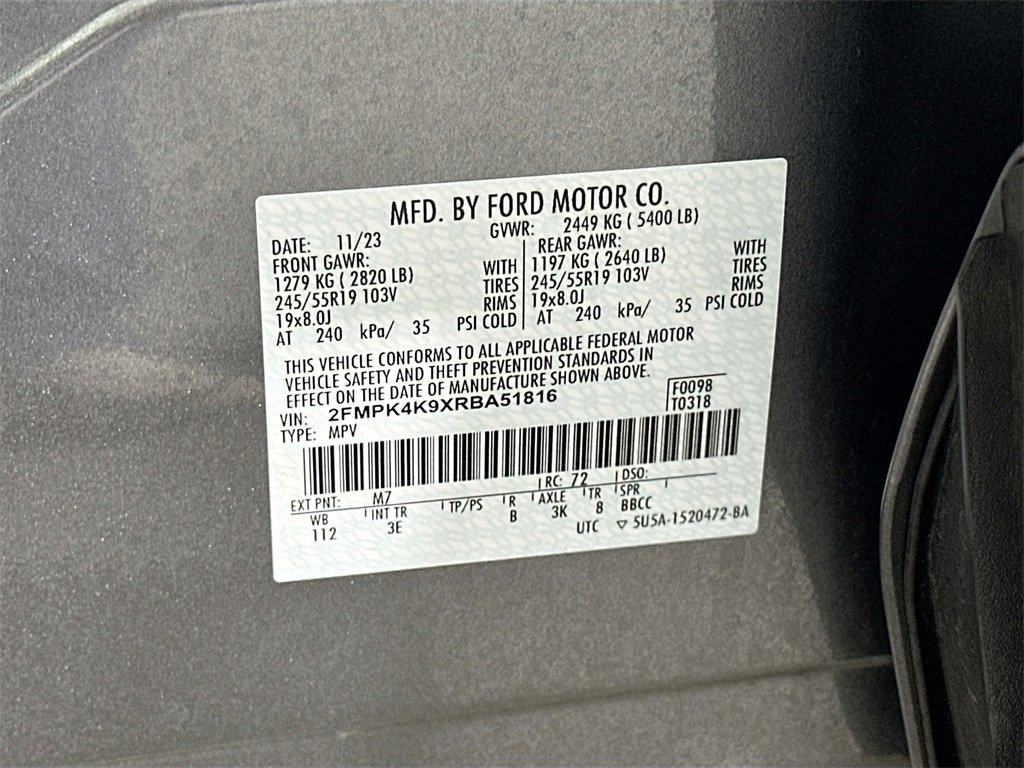 MFD. BY FORD MOTOR CO.
DATE: 11/23 GVWR: 2449 KG ( 5400 LB)
FRONT GAWR: REAR GAWR:
1279 KG ( 2820 LB) WITH 1197 KG ( 2640 LB) WITH
245/55R19 103V TIRES 245/55R19 103V TIRES
19x8.0J RIMS 19x8.0J RIMS
AT 240 kPa/ 35 PSI COLD AT 240 kPa/ 35 PSI COLD
THIS VEHICLE CONFORMS TO ALL APPLICABLE FEDERAL MOTOR
VEHICLE SAFETY AND THEFT PREVENTION STANDARDS IN
EFFECT ON THE DATE OF MANUFACTURE SHOWN ABOVE.
VIN: 2FMPK4K9XRBA51816 F0098
TYPE: MPV T0318
EXT PNT: M7 RC: 72 DSO:
WB INT TR TP/PS R AXLE TR SPR
112 3E B 3K 8 BBCC
UTC ▽ 5U5A-1520472-BA